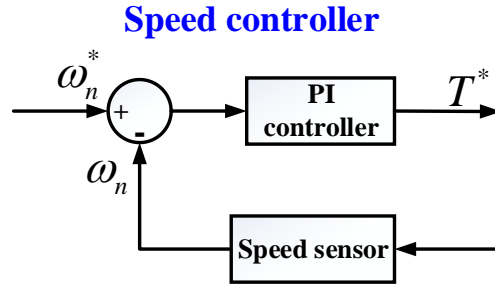 Speed controller
ω*ₙ
+
-
PI
controller
T*
ωₙ
Speed sensor